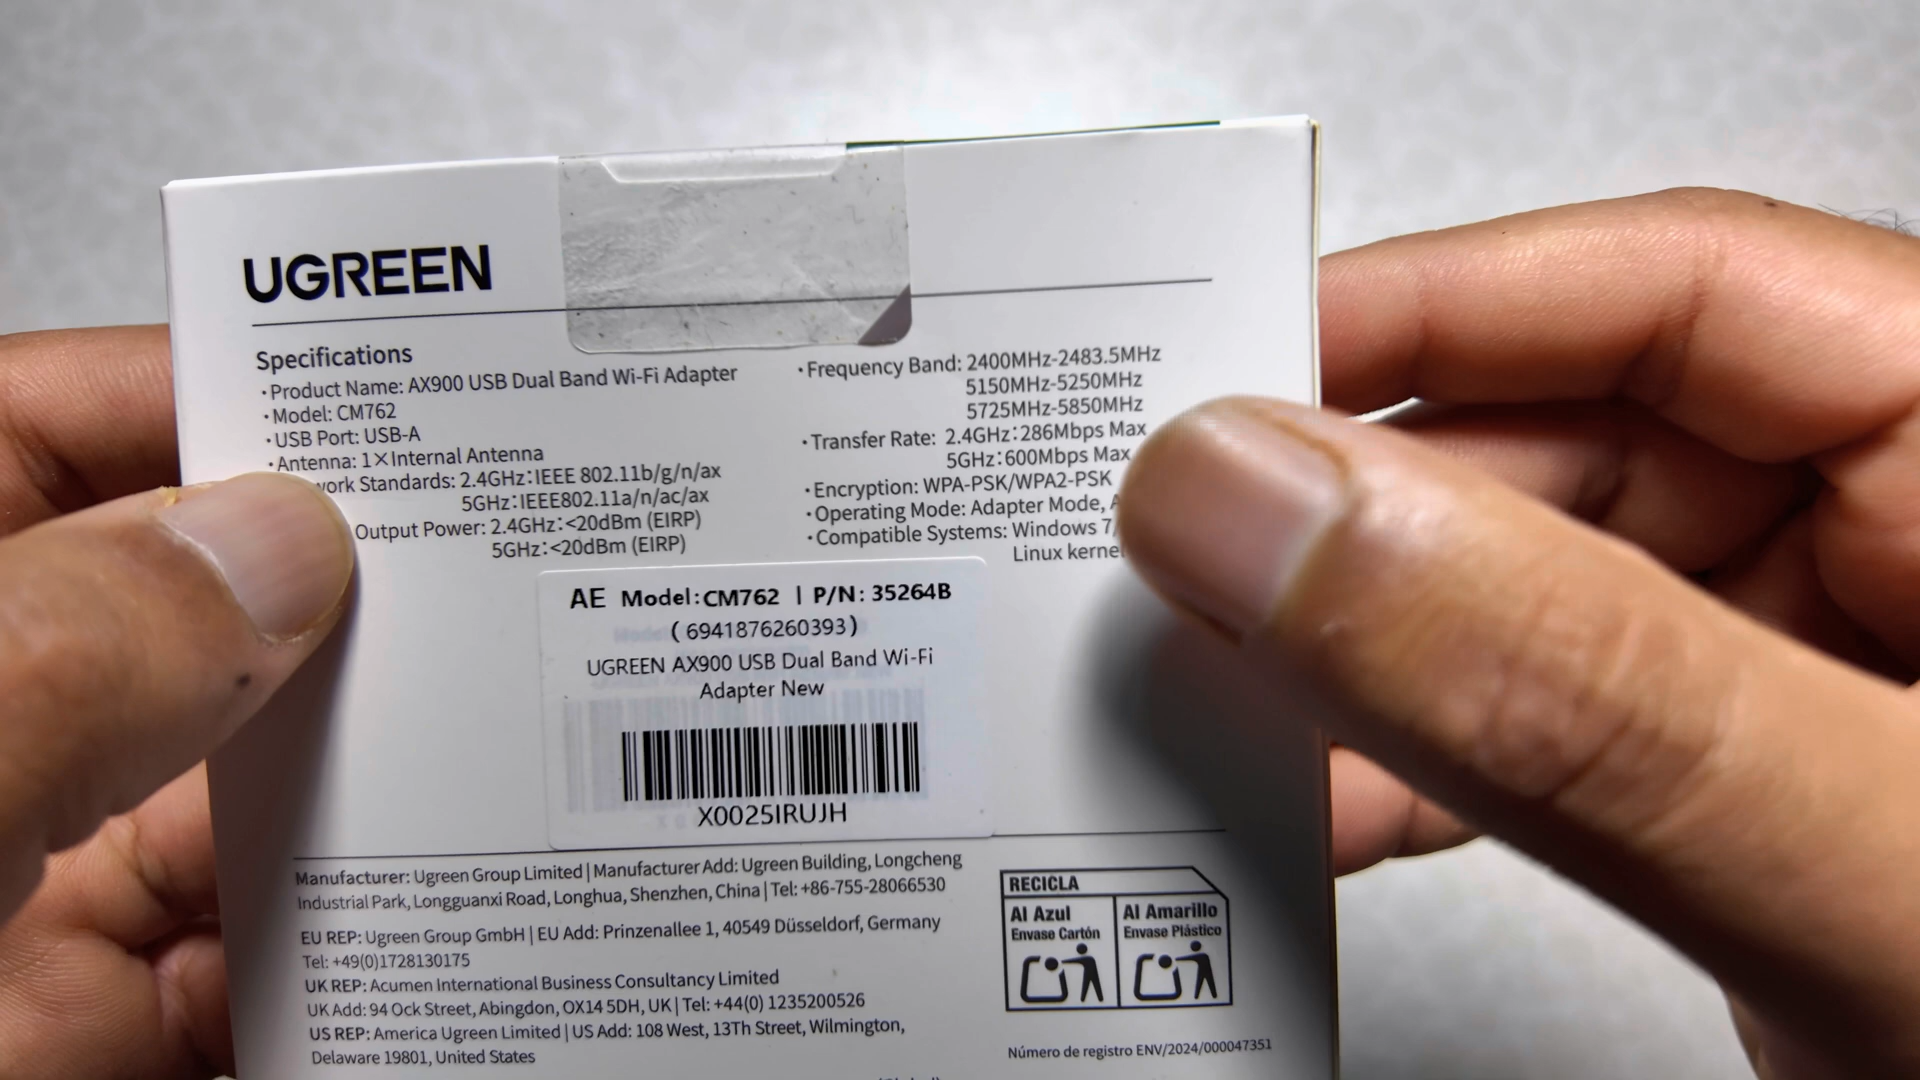 UGREEN
Specifications
·Product Name: AX900 USB Dual Band Wi-Fi Adapter
·Model: CM762
·USB Port: USB-A
·Antenna: 1×Internal Antenna
Standards: 2.4GHz:IEEE 802.11b/g/n/ax
5GHz:IEEE802.11a/n/ac/ax
Output Power: 2.4GHz:<20dBm (EIRP)
5GHz:<20dBm (EIRP)
·Frequency Band: 2400MHz-2483.5MHz
5150MHz-5250MHz
5725MHz-5850MHz
·Transfer Rate: 2.4GHz:286Mbps Max
5GHz:600Mbps Max
·Encryption: WPA-PSK/WPA2-PSK
·Operating Mode: Adapter Mode,
·Compatible Systems: Windows 7/
Linux kernel
AE Model:CM762 | P/N: 35264B
(6941876260393)
UGREEN AX900 USB Dual Band Wi-Fi
Adapter New
X0025IRUJH
Manufacturer: Ugreen Group Limited | Manufacturer Add: Ugreen Building, Longcheng
Industrial Park, Longguanxi Road, Longhua, Shenzhen, China | Tel: +86-755-28066530
EU REP: Ugreen Group GmbH | EU Add: Prinzenallee 1, 40549 Düsseldorf, Germany
Tel: +49(0)1728130175
UK REP: Acumen International Business Consultancy Limited
UK Add: 94 Ock Street, Abingdon, OX14 5DH, UK | Tel: +44(0) 1235200526
US REP: America Ugreen Limited | US Add: 108 West, 13Th Street, Wilmington,
Delaware 19801, United States
RECICLA
Al Azul
Envase Cartón
Al Amarillo
Envase Plástico
Número de registro ENV/2024/000047351